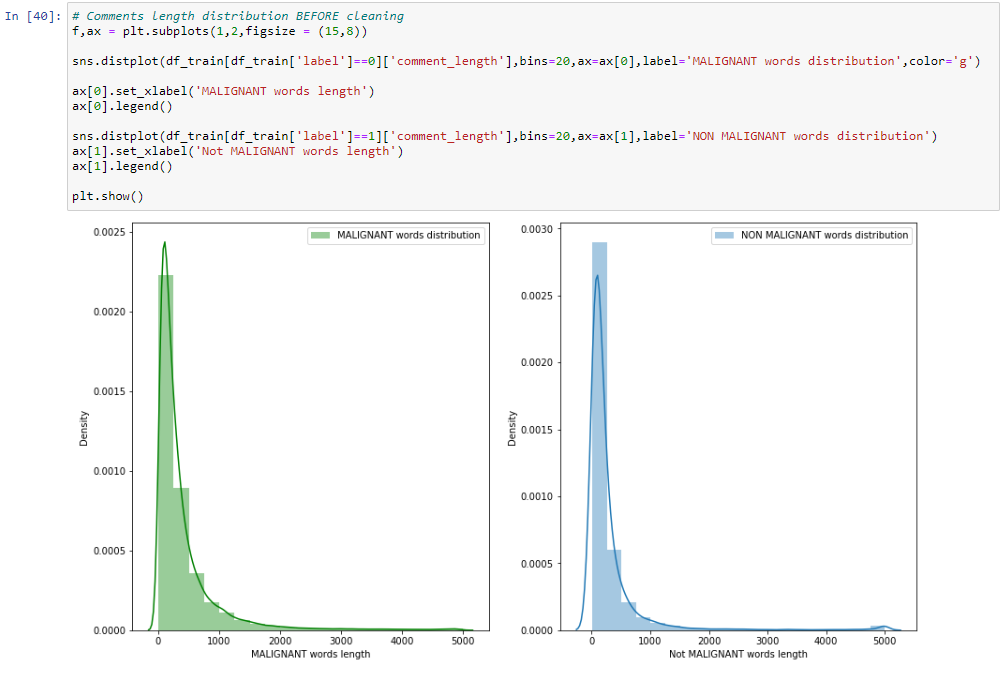 In [40]: # Comments length distribution BEFORE cleaning
f,ax = plt.subplots(1,2,figsize = (15,8))
sns.distplot(df_train[df_train['label']==0]['comment_length'],bins=20,ax=ax[0],label='MALIGNANT words distribution',color='g')
ax[0].set_xlabel('MALIGNANT words length')
ax[0].legend()
sns.distplot(df_train[df_train['label']==1]['comment_length'],bins=20,ax=ax[1],label='NON MALIGNANT words distribution')
ax[1].set_xlabel('Not MALIGNANT words length')
ax[1].legend()
plt.show()
MALIGNANT words distribution
0.0025
0.0020
0.0015
0.0010
0.0005
0.0000
Density
0 1000 2000 3000 4000 5000
MALIGNANT words length
NON MALIGNANT words distribution
0.0030
0.0025
0.0020
0.0015
0.0010
0.0005
0.0000
Density
0 1000 2000 3000 4000 5000
Not MALIGNANT words length